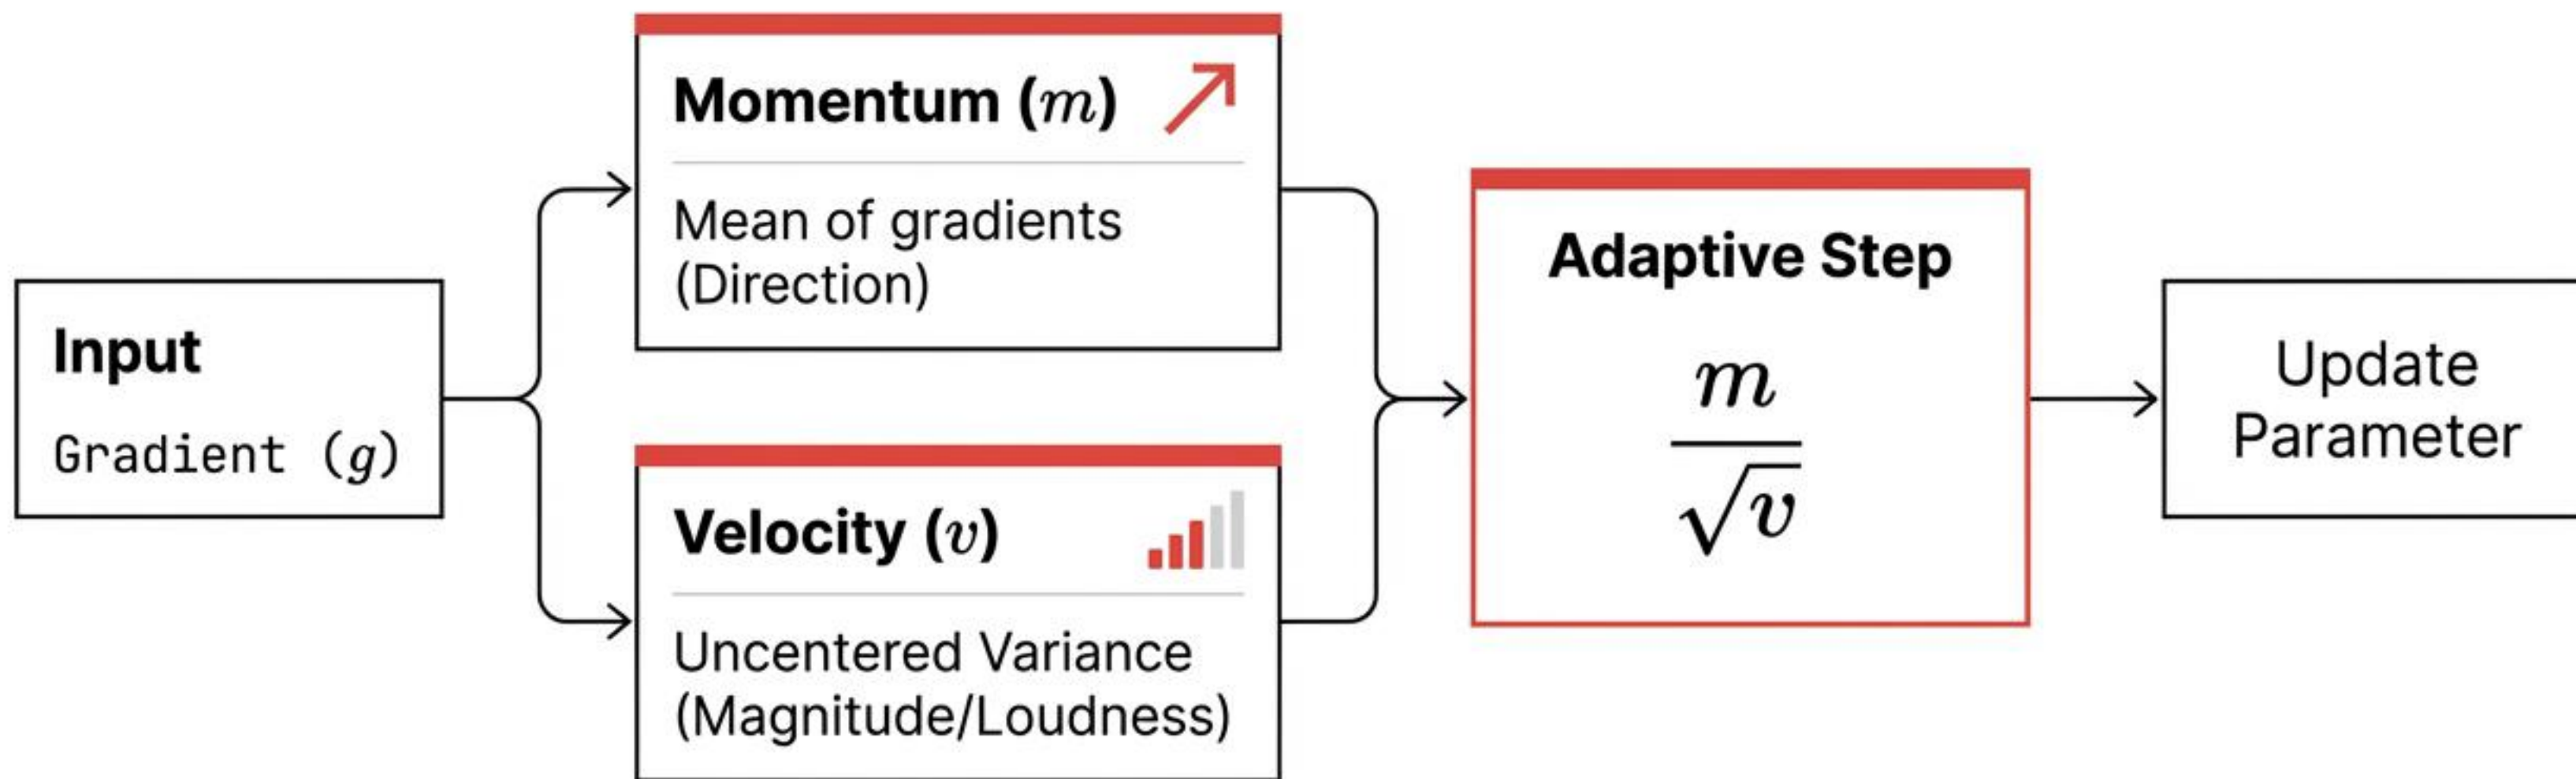 Input
Gradient (g)
Momentum (m)
Mean of gradients
(Direction)
Velocity (v)
Uncentered Variance
(Magnitude/Loudness)
Adaptive Step
m
√v
Update
Parameter